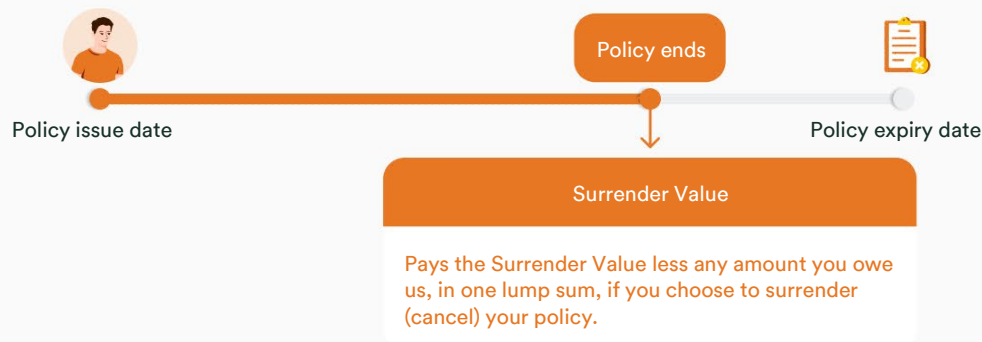 Policy ends
Policy issue date
Policy expiry date
Surrender Value
Pays the Surrender Value less any amount you owe
us, in one lump sum, if you choose to surrender
(cancel) your policy.